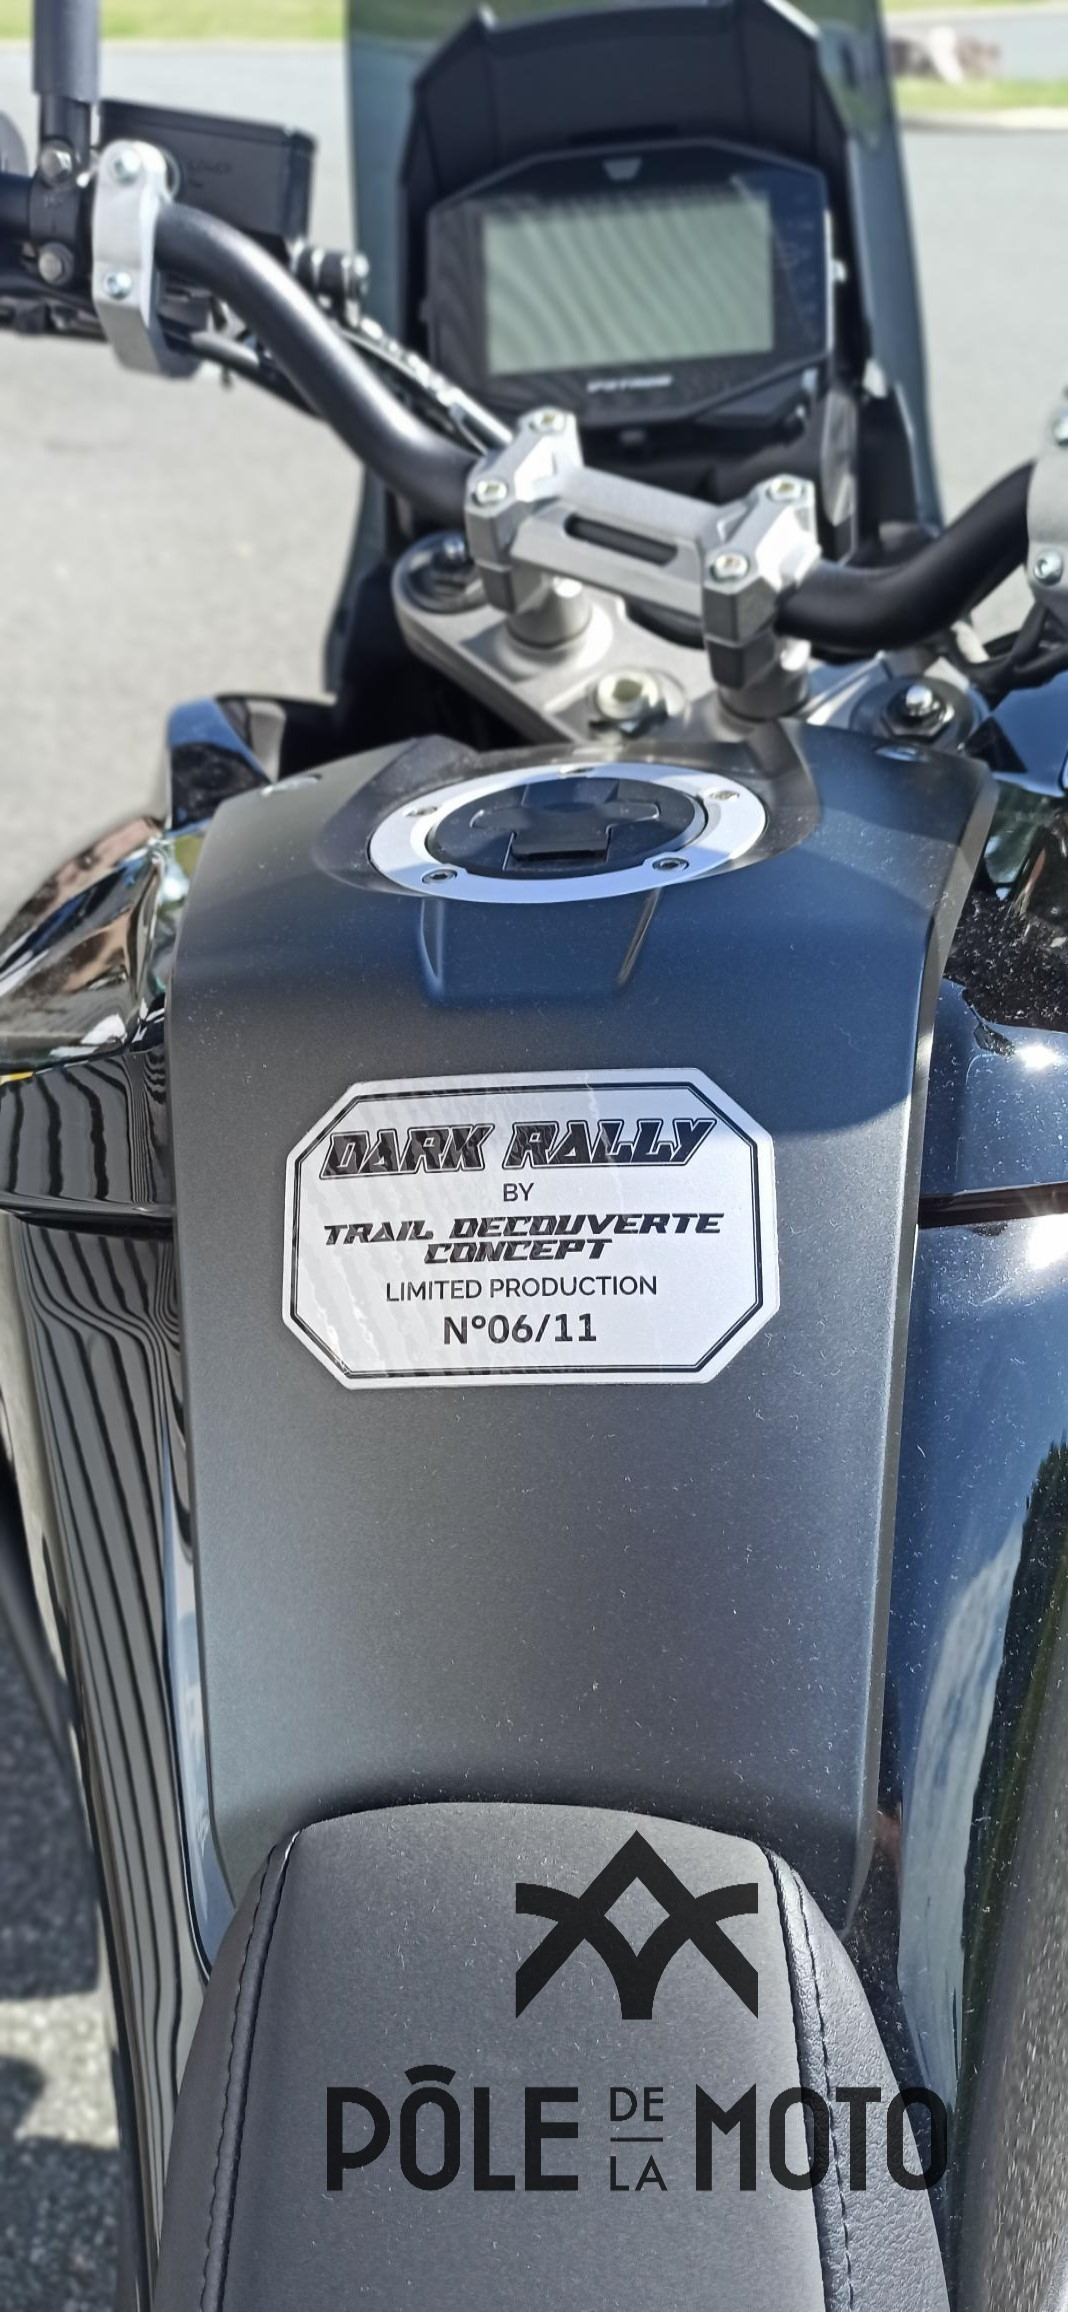 DARK RALLY
BY
TRAIL DECOUVERTE
CONCEPT
LIMITED PRODUCTION
N°06/11
PÔLE DE LA MOTO